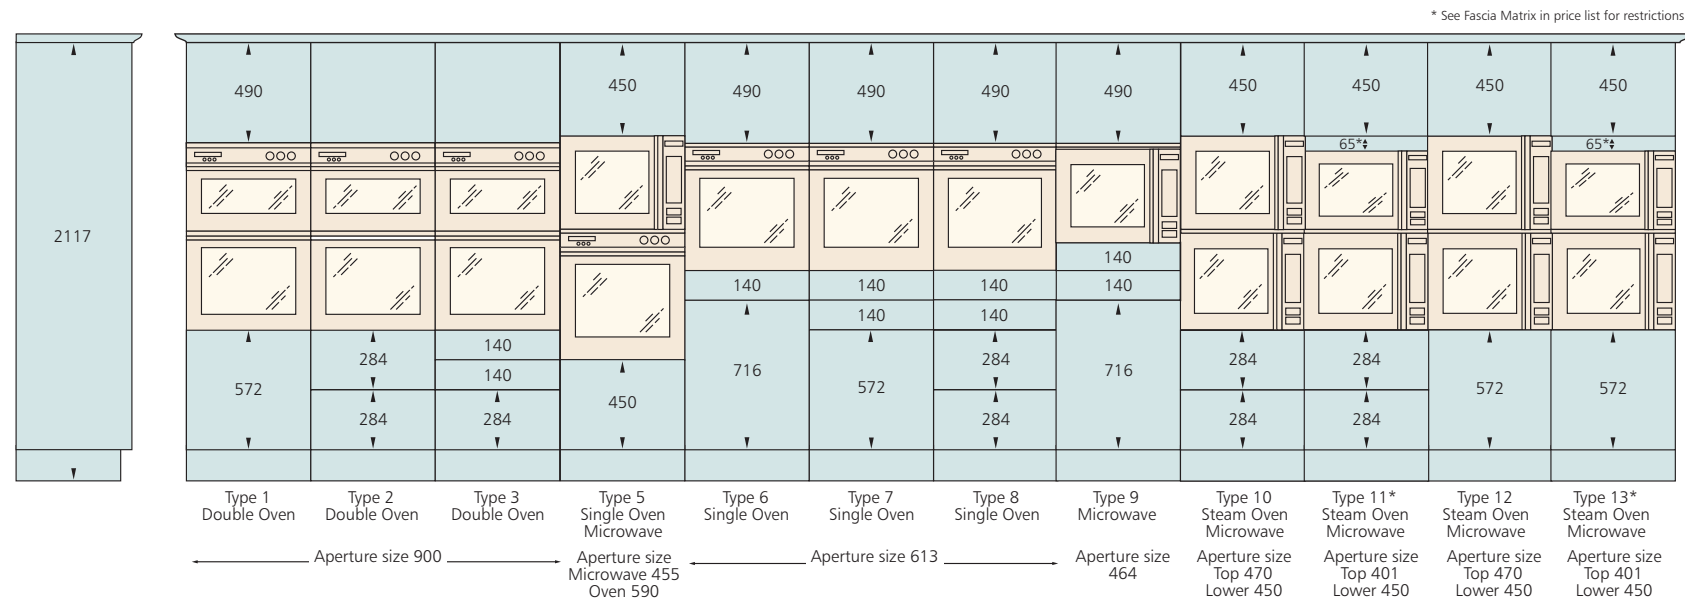 * See Fascia Matrix in price list for restrictions
490 450 490 490 490 490 450 450 450 450
65* 65*
2117
140
140 140 140 140
140 140
284 140 284 284 284
572 140 716 572 716 572 572
450
284 284 284 284 284
Type 1 Type 2 Type 3 Type 5 Type 6 Type 7 Type 8 Type 9 Type 10 Type 11* Type 12 Type 13*
Double Oven Double Oven Double Oven Single Oven Single Oven Single Oven Single Oven Microwave Steam Oven Steam Oven Steam Oven Steam Oven
Microwave Microwave Microwave Microwave Microwave
Aperture size 900 Aperture size Aperture size 613 Aperture size Aperture size Aperture size Aperture size Aperture size
Microwave 455 464 Top 470 Top 401 Top 470 Top 401
Oven 590 Lower 450 Lower 450 Lower 450 Lower 450